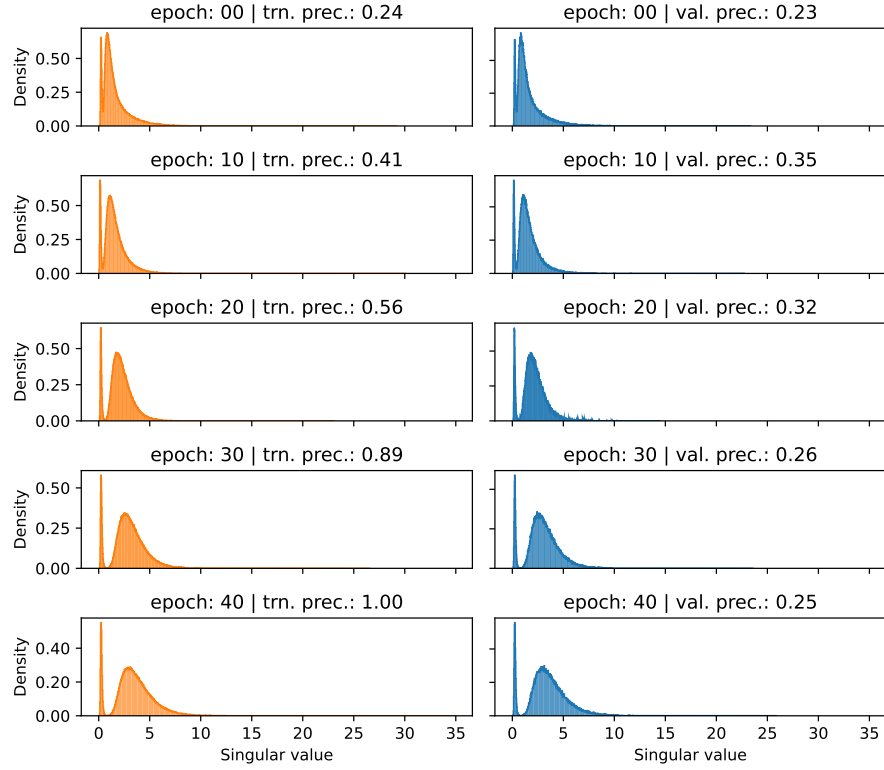 epoch: 00 | trn. prec.: 0.24
epoch: 00 | val. prec.: 0.23
Density
0.50
0.25
0.00
epoch: 10 | trn. prec.: 0.41
epoch: 10 | val. prec.: 0.35
Density
0.50
0.25
0.00
epoch: 20 | trn. prec.: 0.56
epoch: 20 | val. prec.: 0.32
Density
0.50
0.25
0.00
epoch: 30 | trn. prec.: 0.89
epoch: 30 | val. prec.: 0.26
Density
0.50
0.25
0.00
epoch: 40 | trn. prec.: 1.00
epoch: 40 | val. prec.: 0.25
Density
0.40
0.20
0.00
0 5 10 15 20 25 30 35
0 5 10 15 20 25 30 35
Singular value
Singular value